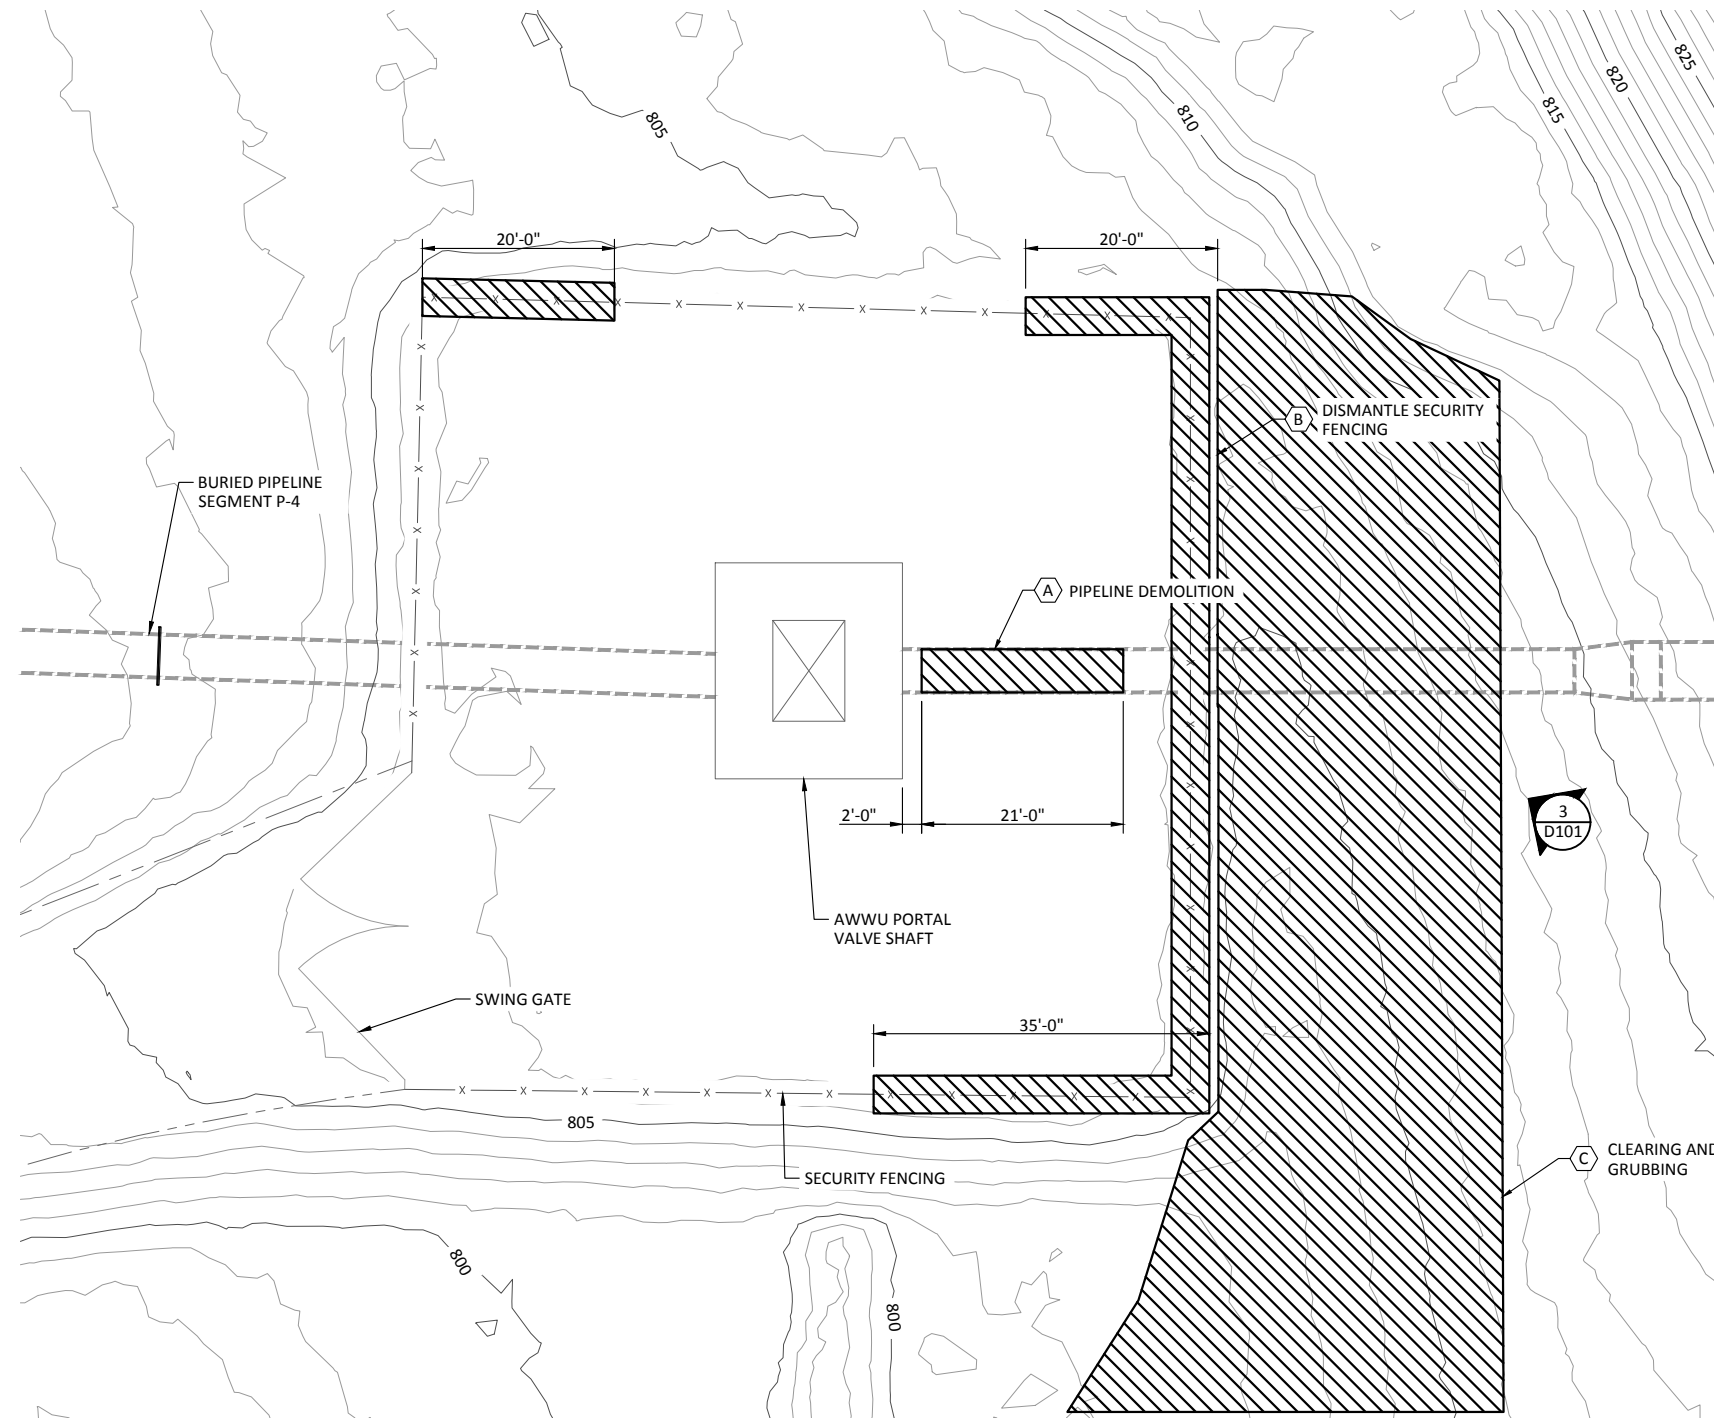 825
820
815
810
805
20'-0"
20'-0"
B
DISMANTLE SECURITY
FENCING
BURIED PIPELINE
SEGMENT P-4
A
PIPELINE DEMOLITION
2'-0"
21'-0"
3
D101
AWWU PORTAL
VALVE SHAFT
SWING GATE
35'-0"
805
C
CLEARING AND
GRUBBING
SECURITY FENCING
800
800